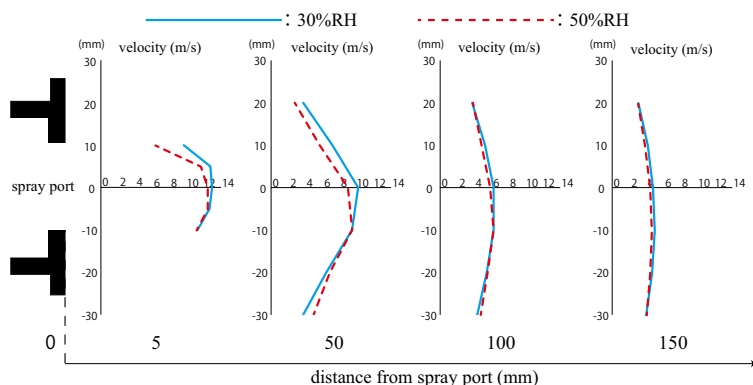 : 30%RH : 50%RH
(mm) velocity (m/s) (mm) velocity (m/s) (mm) velocity (m/s) (mm) velocity (m/s)
30 30 30 30
20 20 20 20
10 10 10 10
spray port 0 2 4 6 8 10 12 14 0 2 4 6 8 10 12 14 0 2 4 6 8 10 12 14 0 2 4 6 8 10 12 14
0 0 0 0
-10 -10 -10 -10
-20 -20 -20 -20
-30 -30 -30 -30
0 5 50 100 150
distance from spray port (mm)